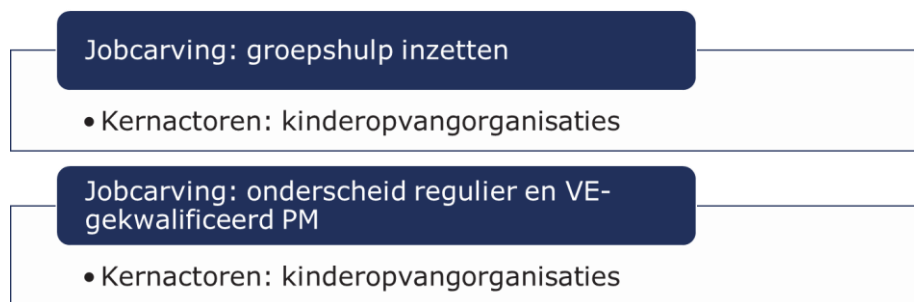 Jobcarving: groepshulp inzetten
• Kernactoren: kinderopvangorganisaties
Jobcarving: onderscheid regulier en VE-
gekwalificeerd PM
• Kernactoren: kinderopvangorganisaties